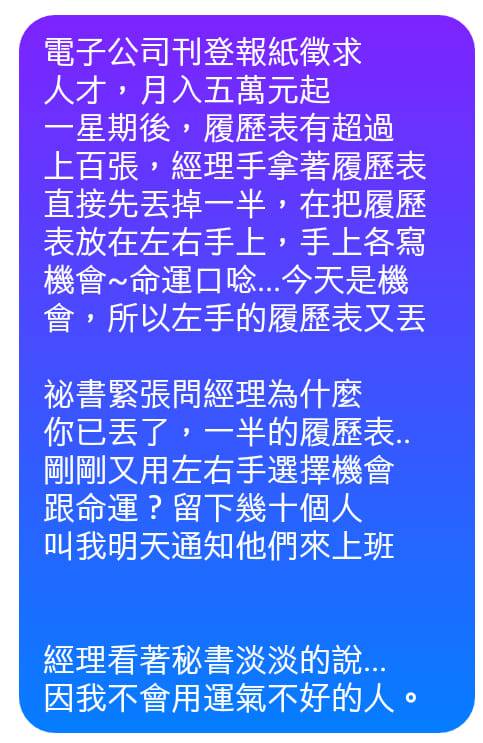 電子公司刊登報紙徵求
人才，月入五萬元起
一星期後，履歷表有超過
上百張，經理手拿著履歷表
直接先丟掉一半，在把履歷
表放在左右手上，手上各寫
機會~命運口唸...今天是機
會，所以左手的履歷表又丟
祕書緊張問經理為什麼
你已丟了，一半的履歷表..
剛剛又用左右手選擇機會
跟命運？留下幾十個人
叫我明天通知他們來上班
經理看著秘書淡淡的說...
因我不會用運氣不好的人。